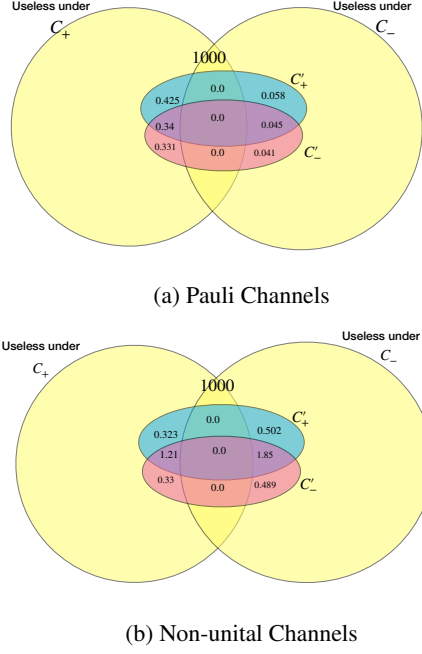 Useless under
C+
Useless under
C−
1000
C′+
0.0
0.425
0.058
0.0
0.34
0.045
0.331
0.0
0.041
C′−
(a) Pauli Channels
Useless under
C+
Useless under
C−
1000
C′+
0.0
0.323
0.502
1.21
0.0
1.85
0.33
0.0
0.489
C′−
(b) Non-unital Channels